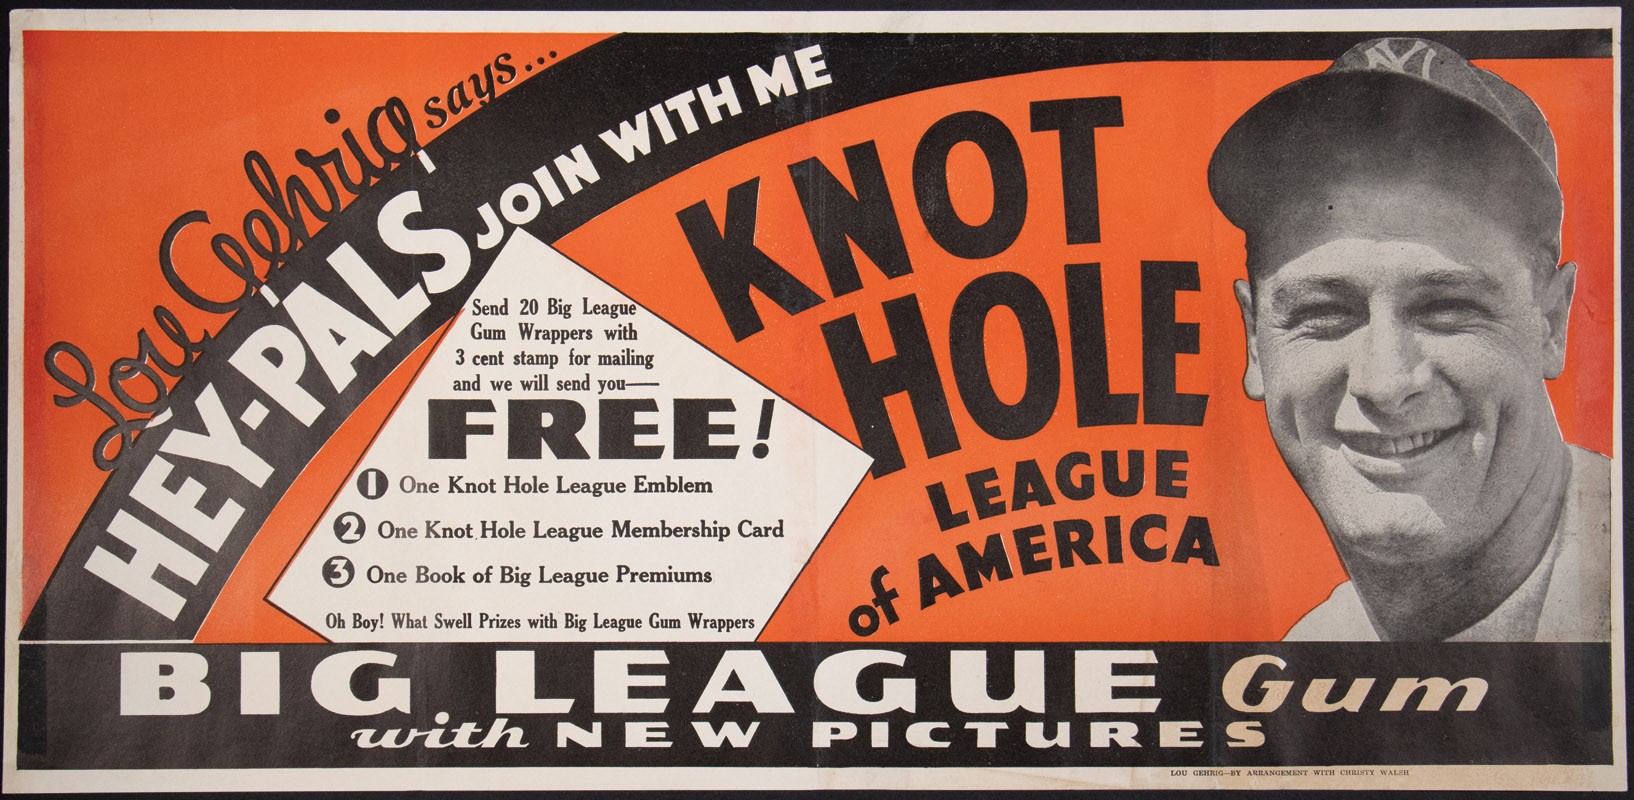 Lou Gehrig says...
HEY-PALS! JOIN WITH ME
KNOT
HOLE
LEAGUE
of AMERICA
Send 20 Big League
Gum Wrappers with
3 cent stamp for mailing
and we will send you—
FREE!
1 One Knot Hole League Emblem
2 One Knot Hole League Membership Card
3 One Book of Big League Premiums
Oh Boy! What Swell Prizes with Big League Gum Wrappers
NY
BIG LEAGUE Gum
with NEW PICTURES
LOU GEHRIG—BY ARRANGEMENT WITH CHRISTY WALSH